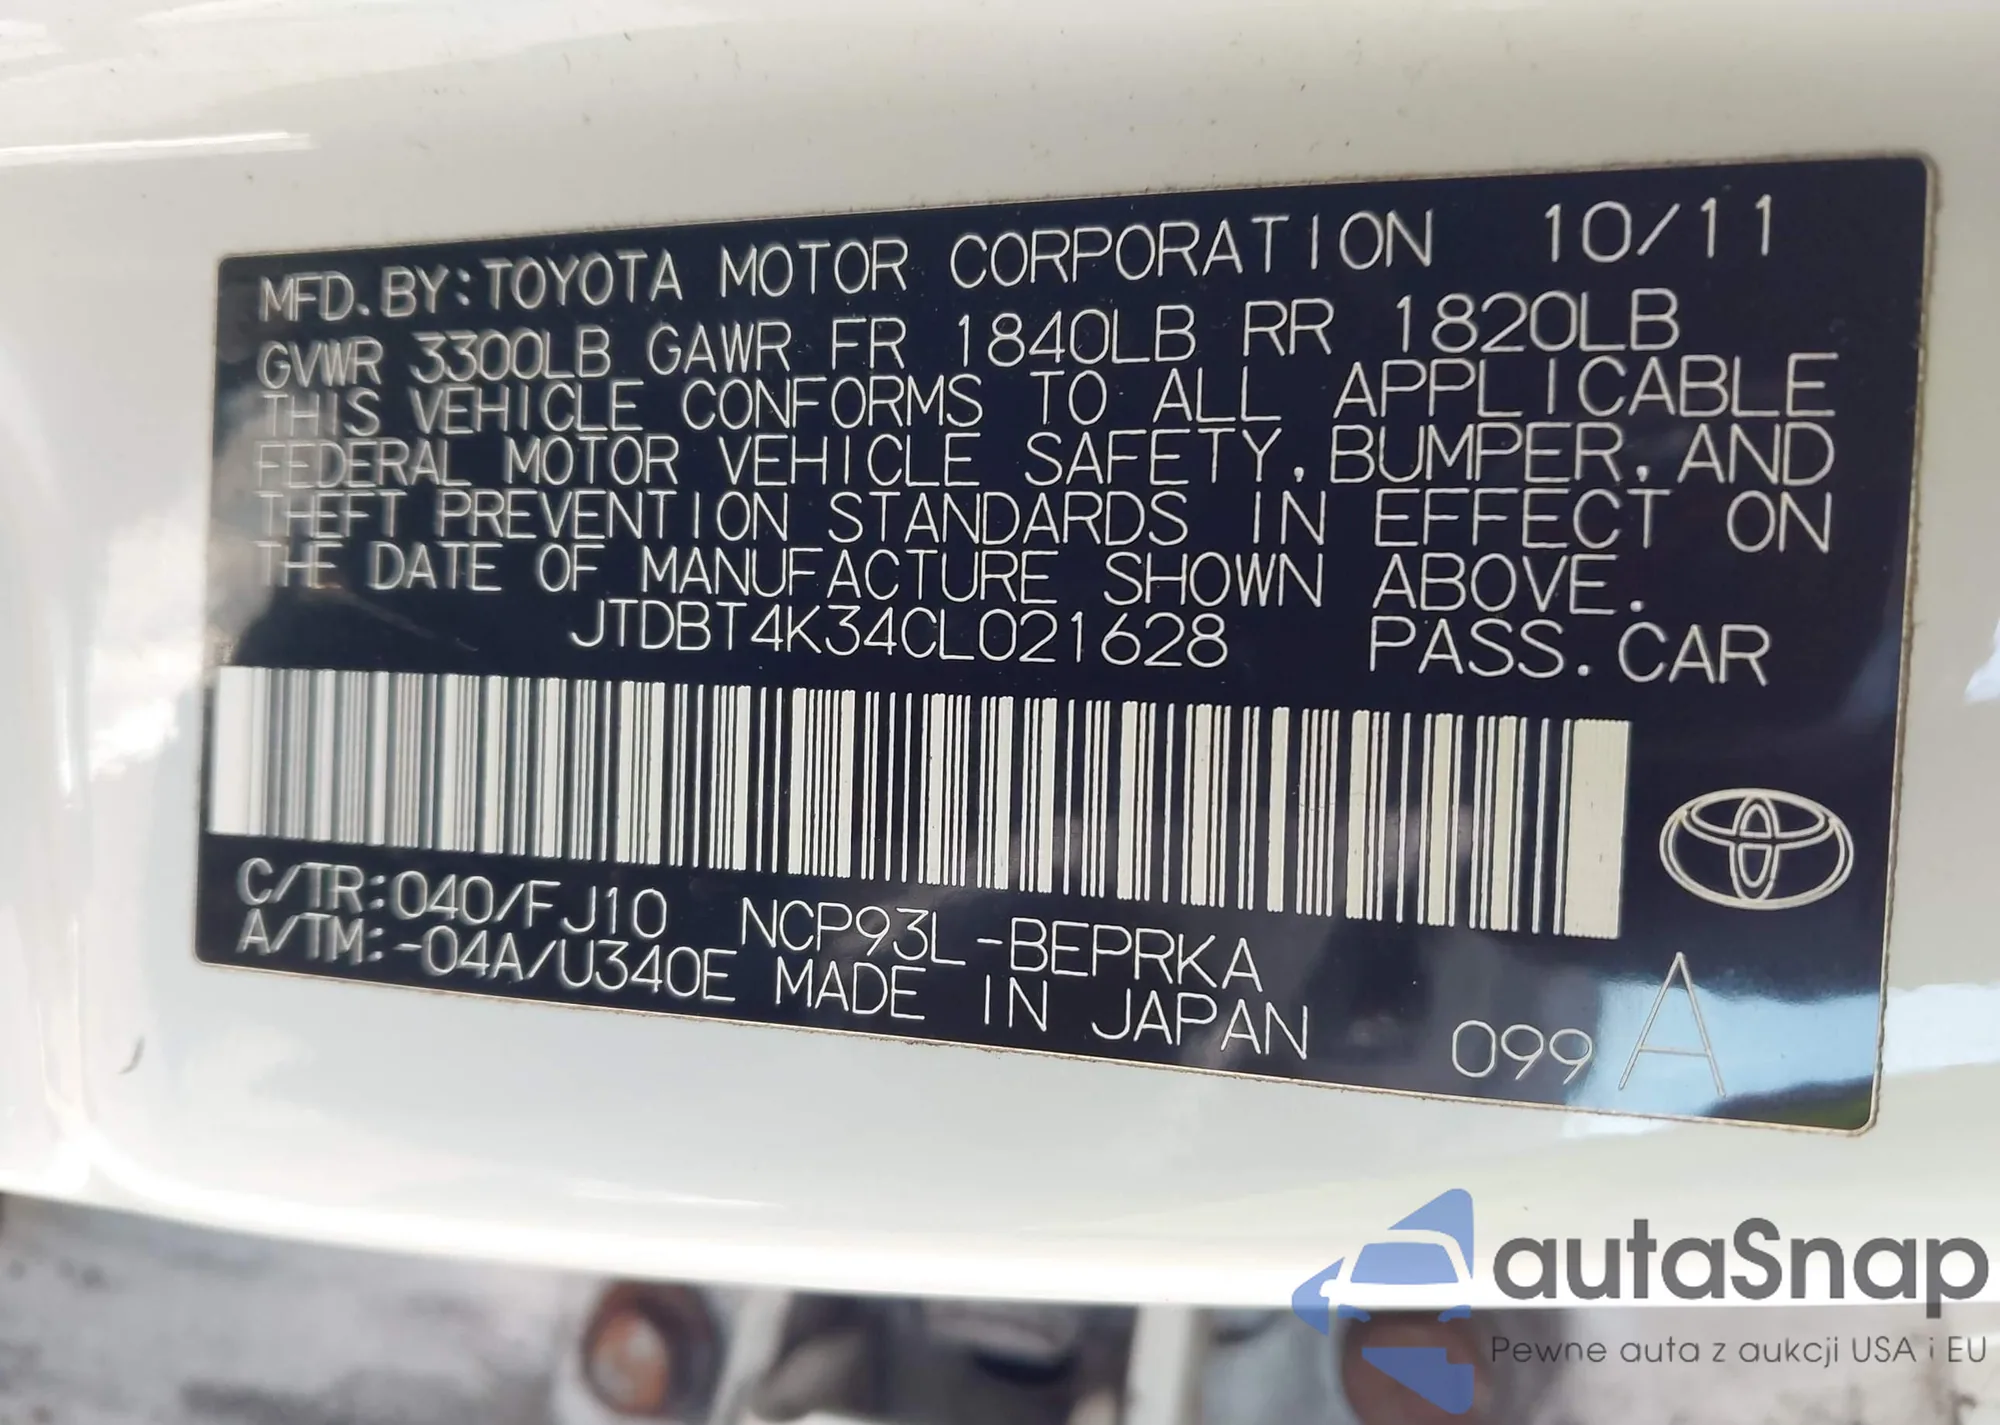 MFD. BY: TOYOTA MOTOR CORPORATION 10/11
GVWR 3300LB GAWR FR 1840LB RR 1820LB
THIS VEHICLE CONFORMS TO ALL APPLICABLE
FEDERAL MOTOR VEHICLE SAFETY, BUMPER, AND
THEFT PREVENTION STANDARDS IN EFFECT ON
THE DATE OF MANUFACTURE SHOWN ABOVE.
JTDBT4K34CL021628 PASS. CAR
C/TR: 040/FJ10 NCP93L-BEPRKA
A/TM: -04A/U340E MADE IN JAPAN 099 A
autaSnap
Pewne auta z aukcji USA i EU